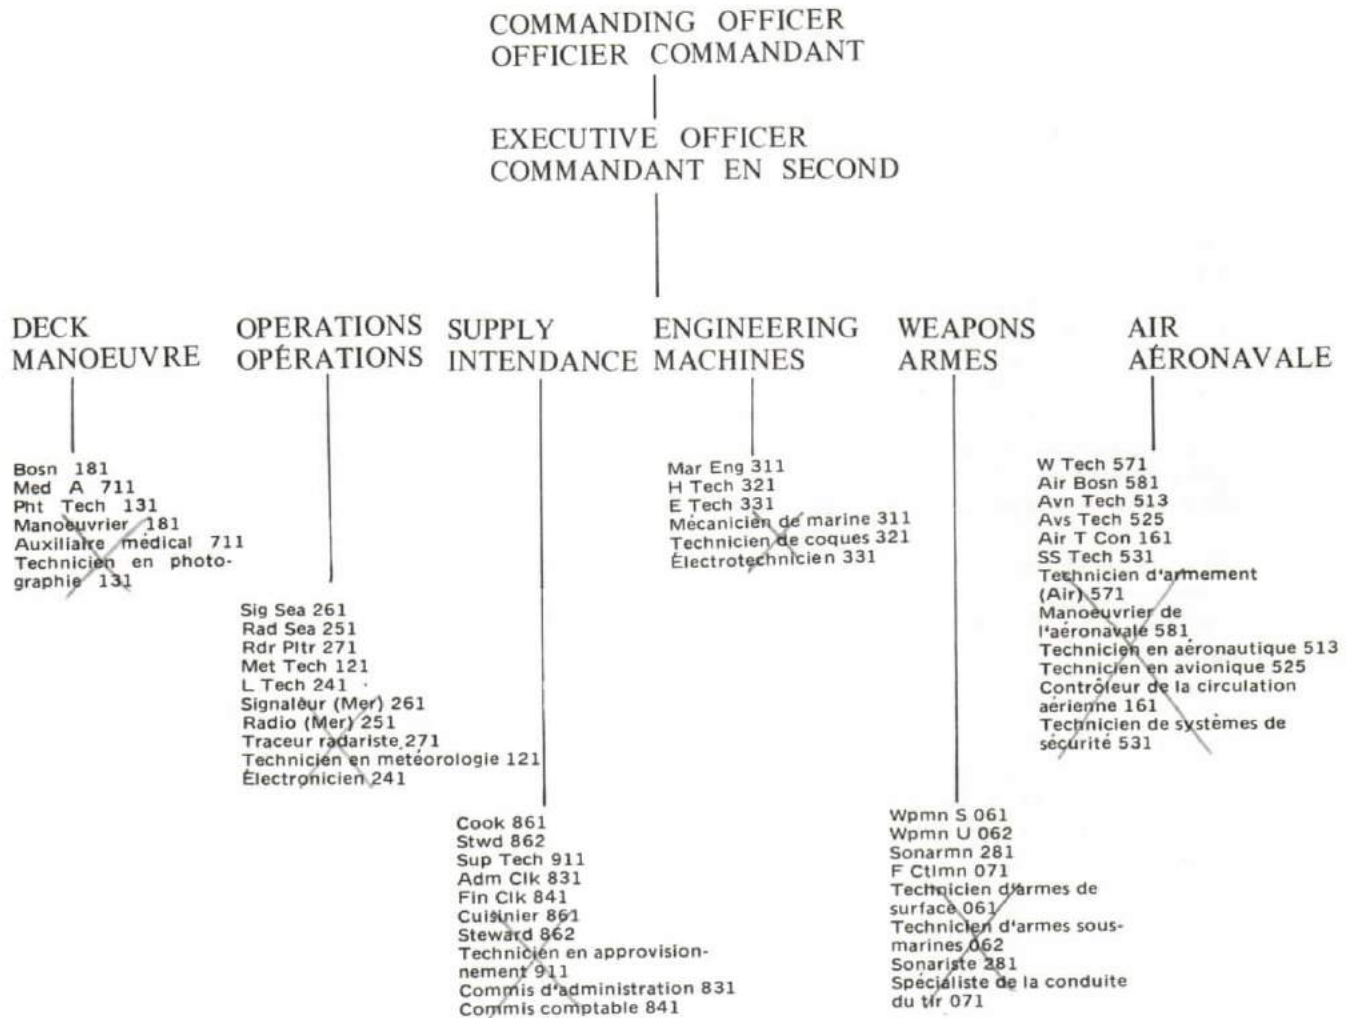 COMMANDING OFFICER
OFFICIER COMMANDANT
EXECUTIVE OFFICER
COMMANDANT EN SECOND
DECK
MANOEUVRE
OPERATIONS
OPÉRATIONS
SUPPLY
INTENDANCE
ENGINEERING
MACHINES
WEAPONS
ARMES
AIR
AÉRONAVALE
Bosn 181
Med A 711
Pht Tech 131
Manoeuvrier 181
Auxiliaire médical 711
Technicien en photo-
graphie 131
Sig Sea 261
Rad Sea 251
Rdr Pltr 271
Met Tech 121
L Tech 241
Signaleur (Mer) 261
Radio (Mer) 251
Traceur radariste 271
Technicien en metéorologie 121
Électronicien 241
Cook 861
Stwd 862
Sup Tech 911
Adm Clk 831
Fin Clk 841
Cuisinier 861
Steward 862
Technicien en approvision-
nement 911
Commis d'administration 831
Commis comptable 841
Mar Eng 311
H Tech 321
E Tech 331
Mécanicien de marine 311
Technicien de coques 321
Électrotechnicien 331
Wpmn S 061
Wpmn U 062
Sonarmn 281
F Ctlmn 071
Technicien d'armes de
surface 061
Technicien d'armes sous-
marines 062
Sonariste 281
Spécialiste de la conduite
du tir 071
W Tech 571
Air Bosn 581
Avn Tech 513
Avs Tech 525
Air T Con 161
SS Tech 531
Technicien d'armement
(Air) 571
Manoeuvrier de
l'aéronavale 581
Technicien en aéronautique 513
Technicien en avionique 525
Contrôleur de la circulation
aérienne 161
Technicien de systèmes de
sécurité 531